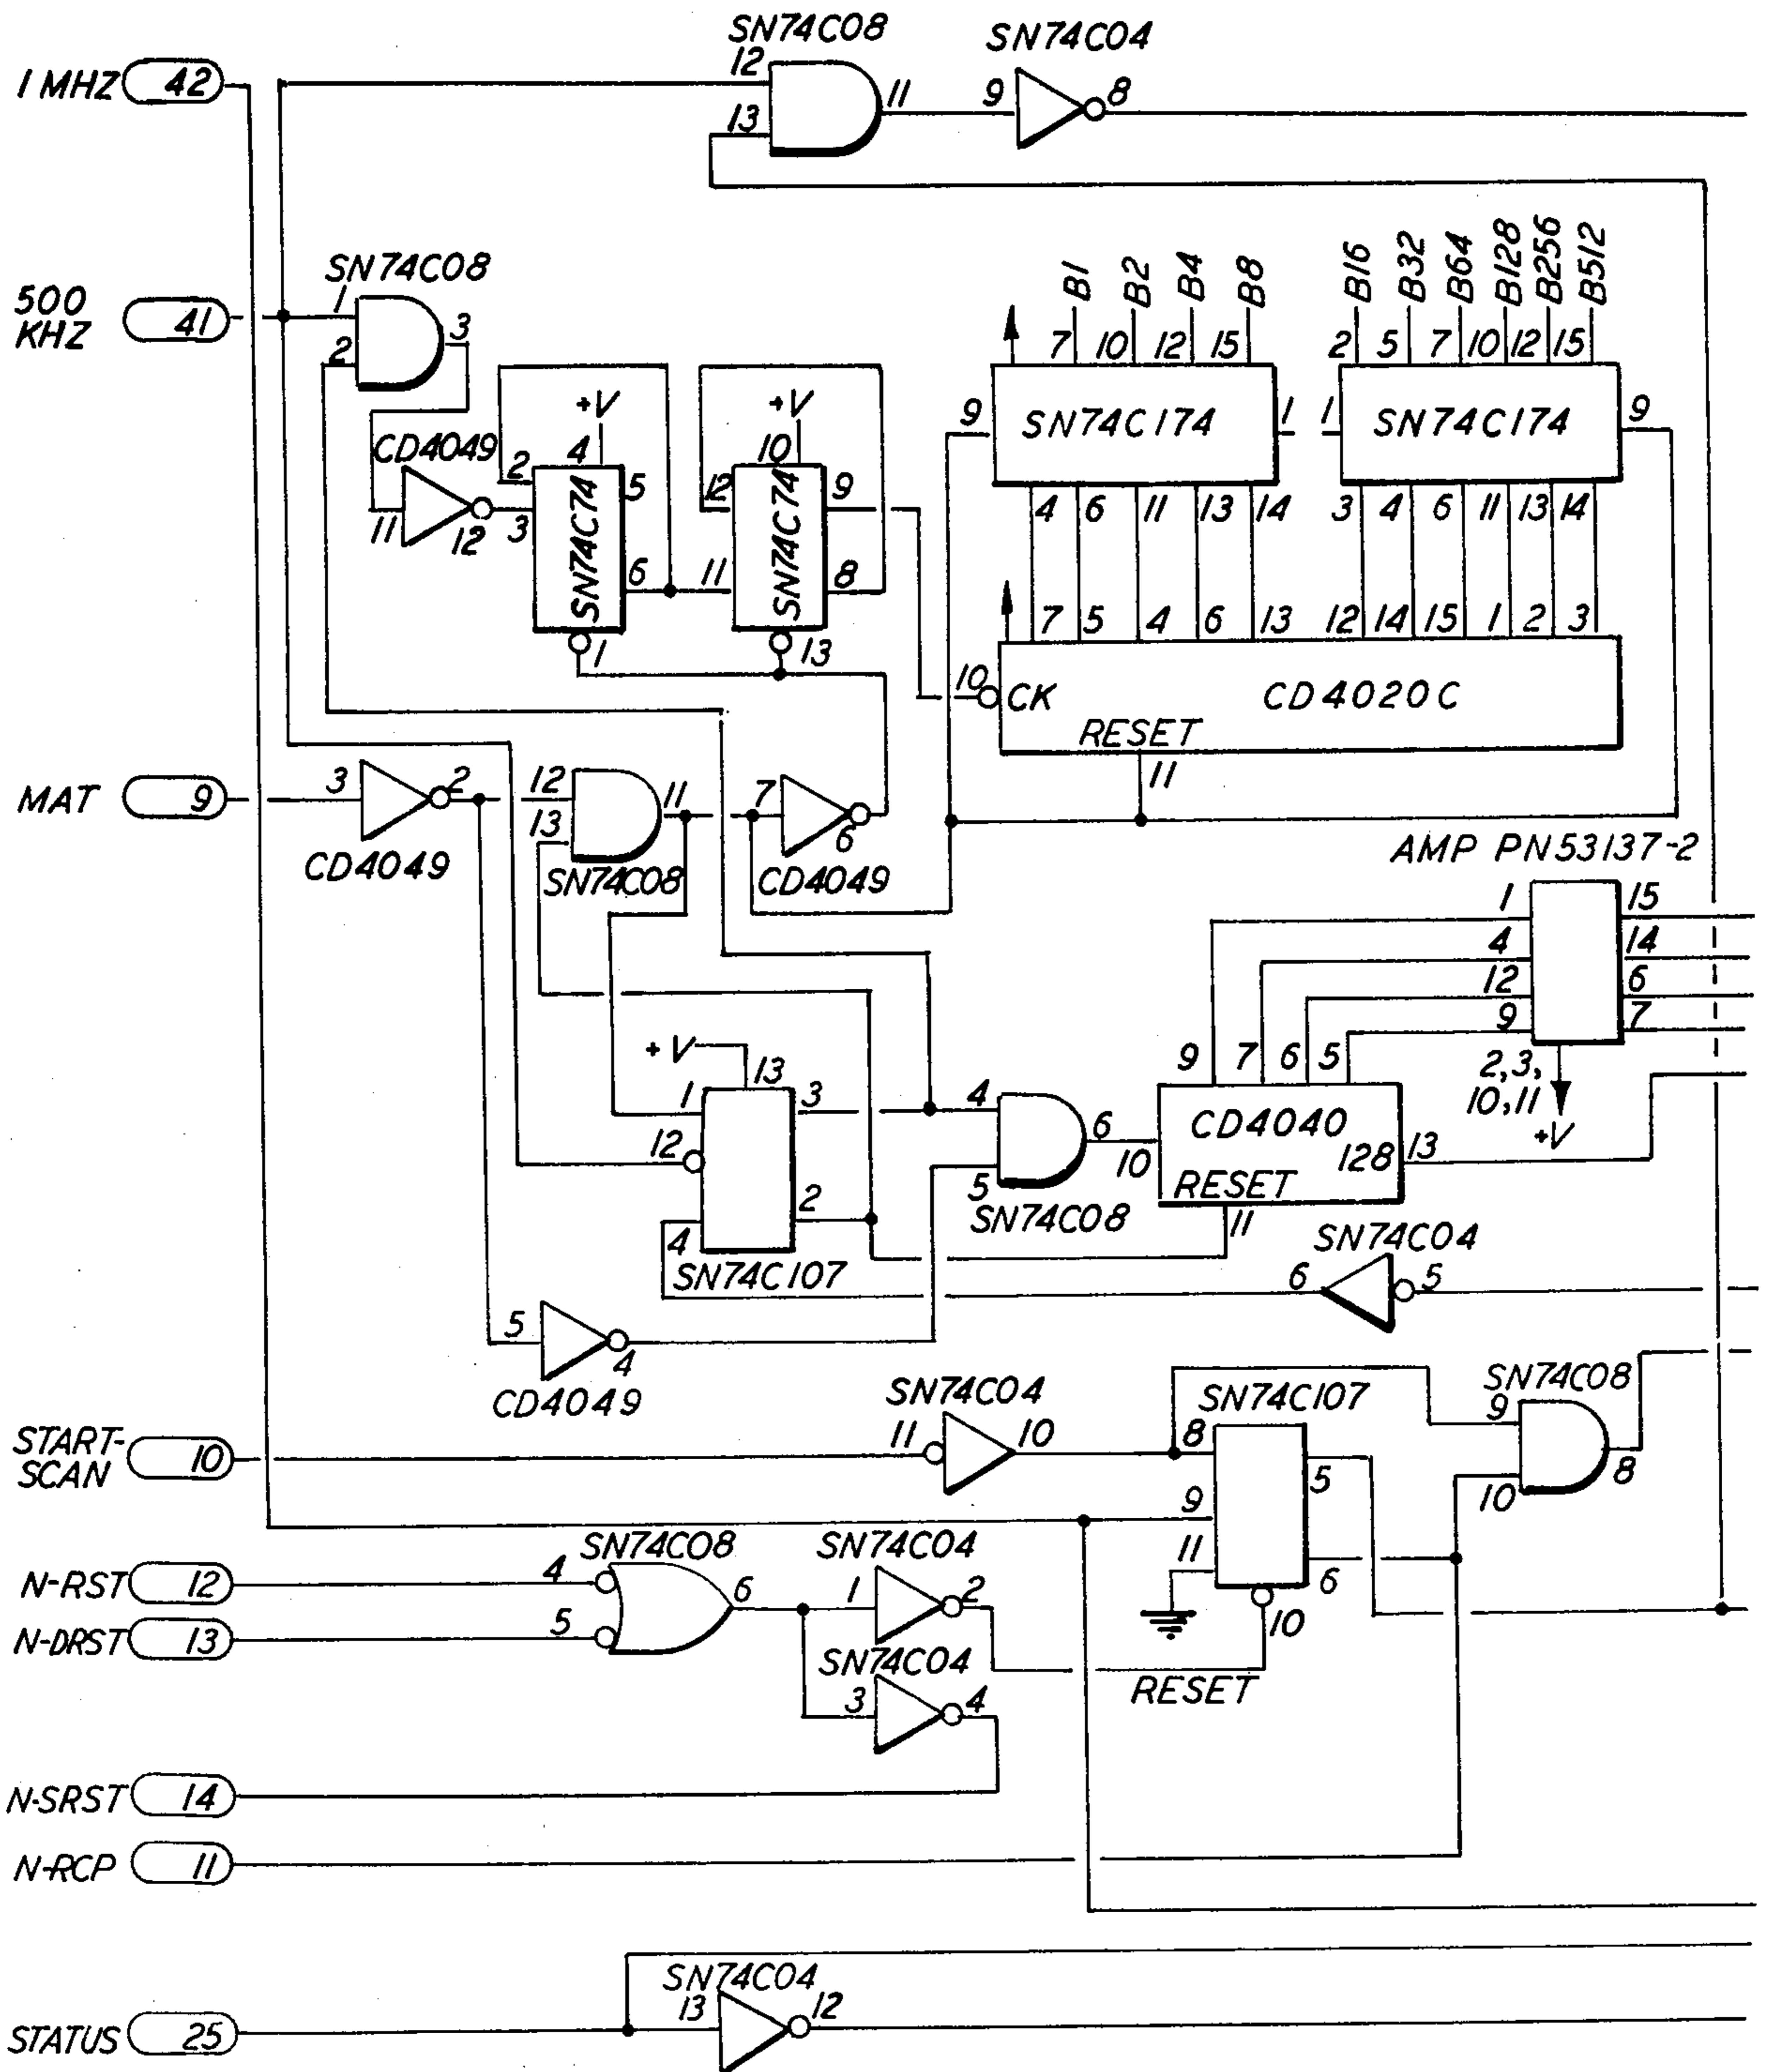 SN74C08
SN74C04
1 MHZ 42
12
13
11
9
8
SN74C08
500
KHZ
41
1
2
3
B1
B2
B4
B8
B16
B32
B64
B128
B256
B512
7 10 12 15
2 5 7 10 12 15
+V
+V
CD4049
2
4
5
12
10
9
9
SN74C174
1
1
SN74C174
9
11
12
3
SN74C74
6
11
SN74C74
8
4 6 11 13 14
3 4 6 11 13 14
1
13
7 5 4 6 13
12 14 15 1 2 3
10
CK
CD4020C
RESET
11
MAT 9
3
2
12
13
11
7
6
CD4049
SN74C08
CD4049
AMP PN53137-2
1
4
12
9
15
14
6
7
2,3,
10,11
+V
+V
13
1
3
12
2
4
SN74C107
4
5
6
SN74C08
9 7 6 5
CD4040
10
128
13
RESET
11
SN74C04
6
5
5
4
CD4049
START-
SCAN
10
SN74C04
11
10
SN74C107
8
9
11
5
6
10
SN74C08
9
10
8
N-RST 12
N-DRST 13
SN74C08
4
5
6
SN74C04
1
2
SN74C04
3
4
RESET
N-SRST 14
N-RCP 11
SN74C04
STATUS 25
13
12